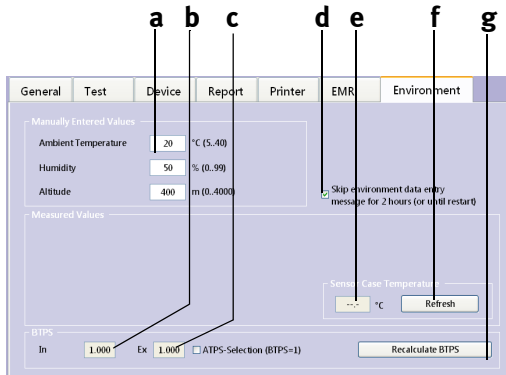 a b c d e f g
General Test Device Report Printer EMR Environment
Manually Entered Values
Ambient Temperature 20 °C (5..40)
Humidity 50 % (0..99)
Altitude 400 m (0..4000)
Skip environment data entry
message for 2 hours (or until restart)
Measured Values
Sensor Case Temperature
--.- °C Refresh
BTPS
In 1.000 Ex 1.000 ATPS-Selection (BTPS=1) Recalculate BTPS